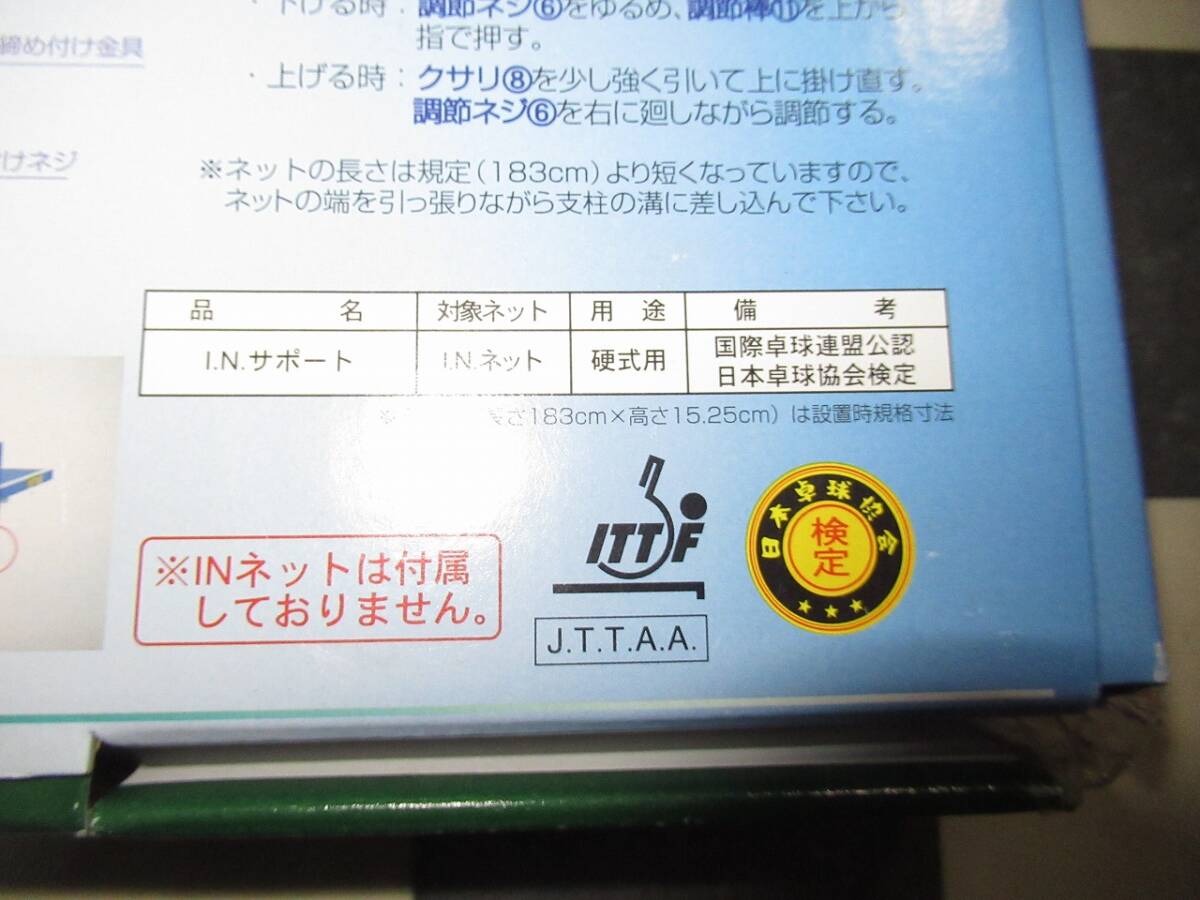 ・下げる時：調節ネジ⑥をゆるめ、調節棒⑪を上から
指で押す。
締め付け金具
・上げる時：クサリ⑧を少し強く引いて上に掛け直す。
調節ネジ⑥を右に廻しながら調節する。
けネジ
※ネットの長さは規定(183cm)より短くなっていますので、
ネットの端を引っ張りながら支柱の溝に差し込んで下さい。
品名 対象ネット 用途 備考
I.N.サポート I.N.ネット 硬式用 国際卓球連盟公認
日本卓球協会検定
さ183cm×高さ15.25cm)は設置時規格寸法
ITTF
日本卓球協会
検定
※INネットは付属
しておりません。
J.T.T.A.A.